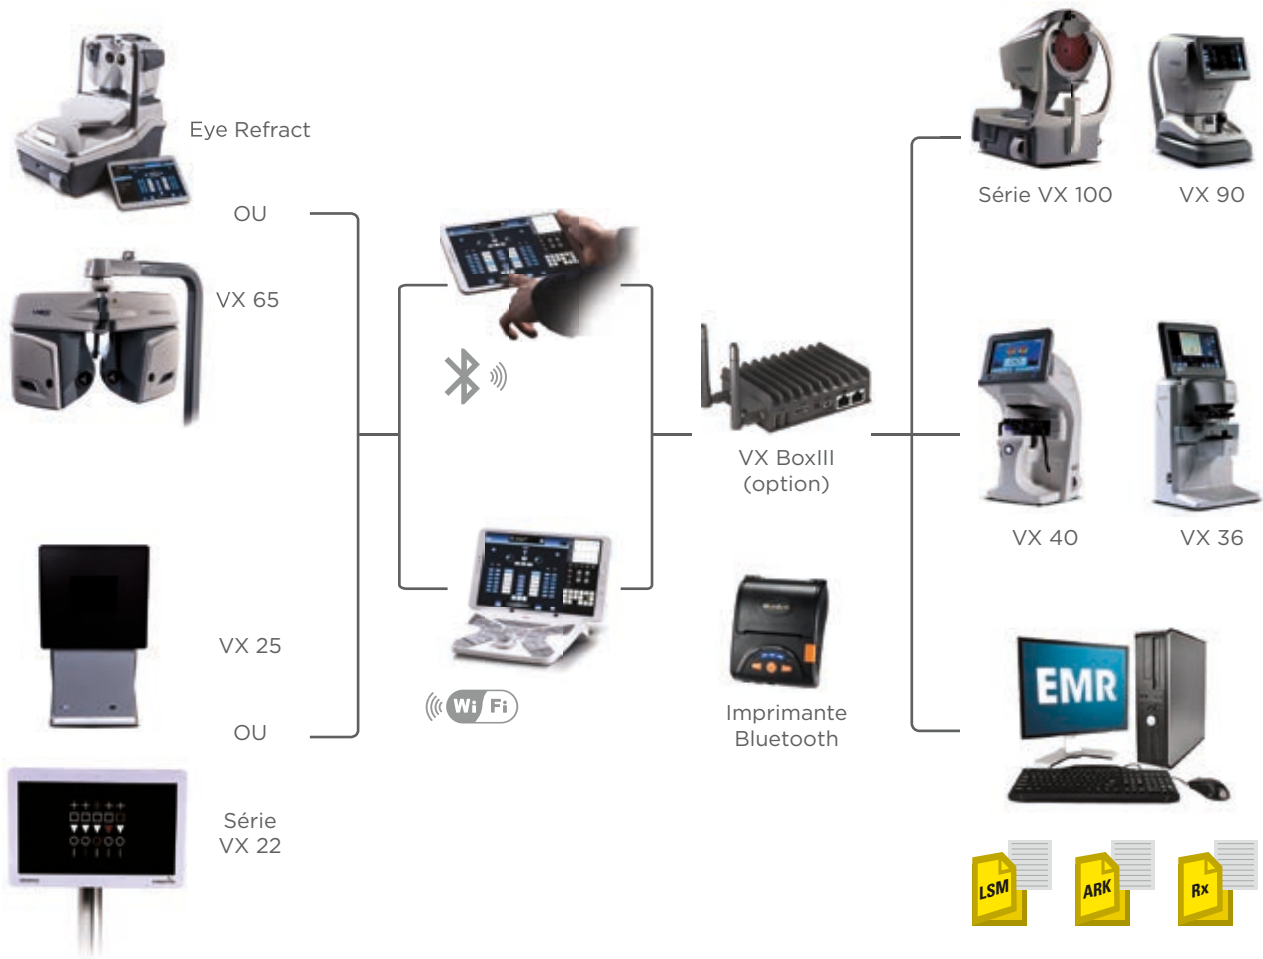 Eye Refract
OU
VX 65
VX 25
OU
Série
VX 22
Wi Fi
VX BoxIII
(option)
Imprimante
Bluetooth
Série VX 100
VX 90
VX 40
VX 36
EMR
LSM
ARK
Rx